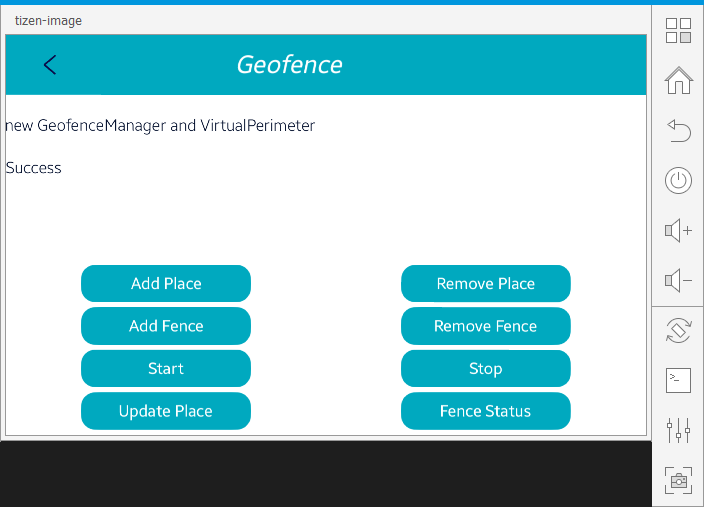 tizen-image
Geofence
new GeofenceManager and VirtualPerimeter
Success
Add Place
Remove Place
Add Fence
Remove Fence
Start
Stop
Update Place
Fence Status